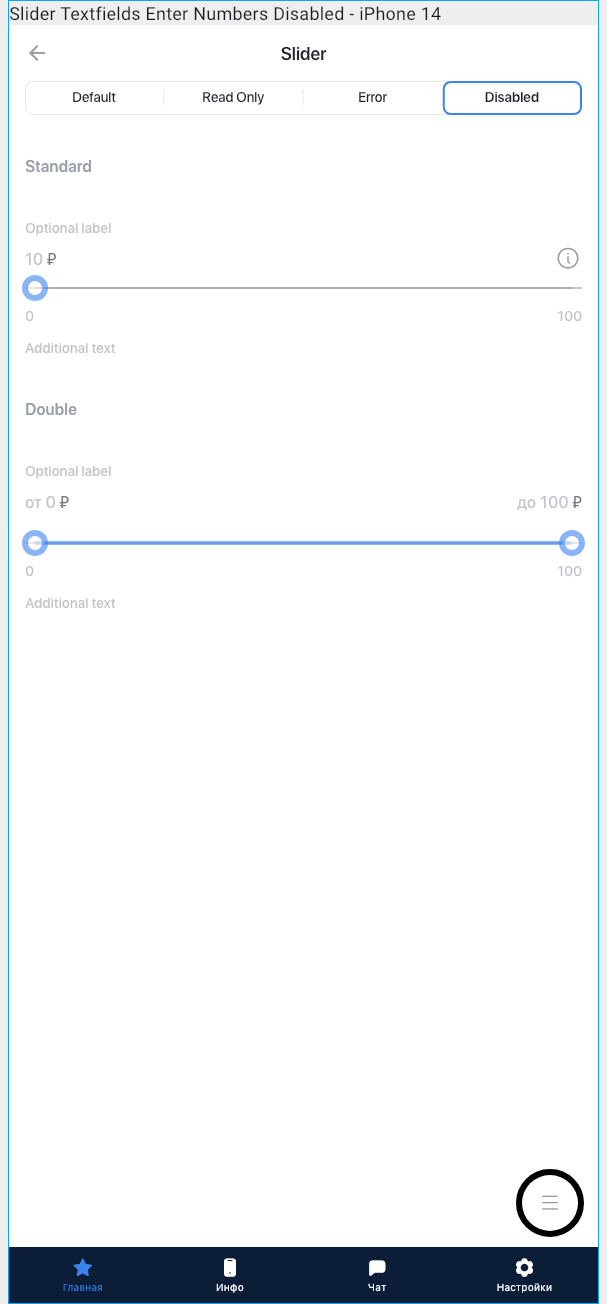 Slider Textfields Enter Numbers Disabled - iPhone 14
Slider
Default Read Only Error Disabled
Standard
Optional label
10 ₽
0 100
Additional text
Double
Optional label
от 0 ₽ до 100 ₽
0 100
Additional text
Главная Инфо Чат Настройки